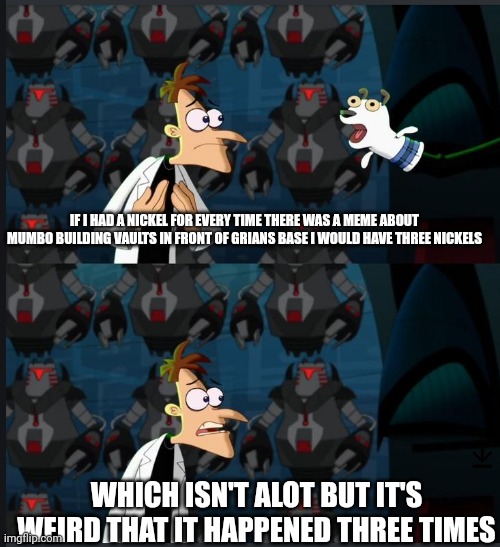 IF I HAD A NICKEL FOR EVERY TIME THERE WAS A MEME ABOUT
MUMBO BUILDING VAULTS IN FRONT OF GRIANS BASE I WOULD HAVE THREE NICKELS
WHICH ISN'T ALOT BUT IT'S
WEIRD THAT IT HAPPENED THREE TIMES
imgflip.com